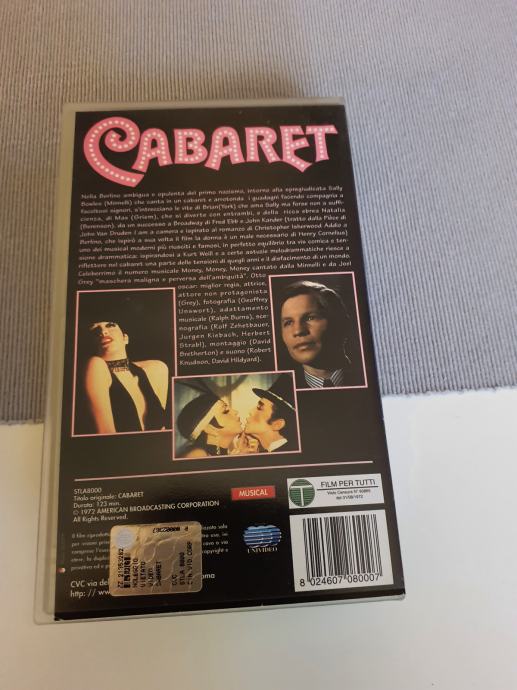 CABARET
Nella Berlino ambigua e opulenta del primo nazismo, intorno alla spregiudicata Sally
Bowles (Minnelli) che canta in un cabaret e arrotonda i guadagni facendo compagnia a
facoltosi signori, s'intrecciano le vite di Brian(York) che ama Sally ma forse non a suffi-
cienza, di Max (Griem), che si diverte con entrambi, e della ricca ebrea Natalia
(Berenson). da un successo a Broadway di Fred Ebb e John Kander (tratto dalla Pièce di
John Van Druden I am a camera e ispirato al romanzo di Christopher Isherwood Addio a
Berlino, che ispirò a sua volta il film la donna è un male necessario di Henry Cornelius)
uno dei musical moderni più riusciti e famosi, in perfetto equilibrio tra vis comica e ten-
sione drammatica: ispirandosi a Kurt Weill e a certe astuzie melodrammatiche riesce a
riflettere nel cabaret una parte delle tensioni di quegli anni e il disfacimento di un mondo.
Celeberrimo il numero musicale Money, Money, Money cantato dalla Minnelli e da Joel
Grey "maschera maligna e perversa dell'ambiguità". Otto
oscar: miglior regia, attrice,
attore non protagonista
(Grey), fotografia (Geoffrey
Unswort), adattamento
musicale (Ralph Burns), sce-
nografia (Rolf Zehetbauer,
Jurgen Kiebach, Herbert
Strabl), montaggio (David
Bretherton) e suono (Robert
Knudson, David Hildyard).
STLA8000
Titolo originale: CABARET
Durata: 123 min.
© 1972 AMERICAN BROADCASTING CORPORATION
All Rights Reserved.
MUSICAL
T
FILM PER TUTTI
Visto Censura N° 60885
del 31/08/1972
UNIVIDEO
8 024607 080007
CVC via del
http:// w